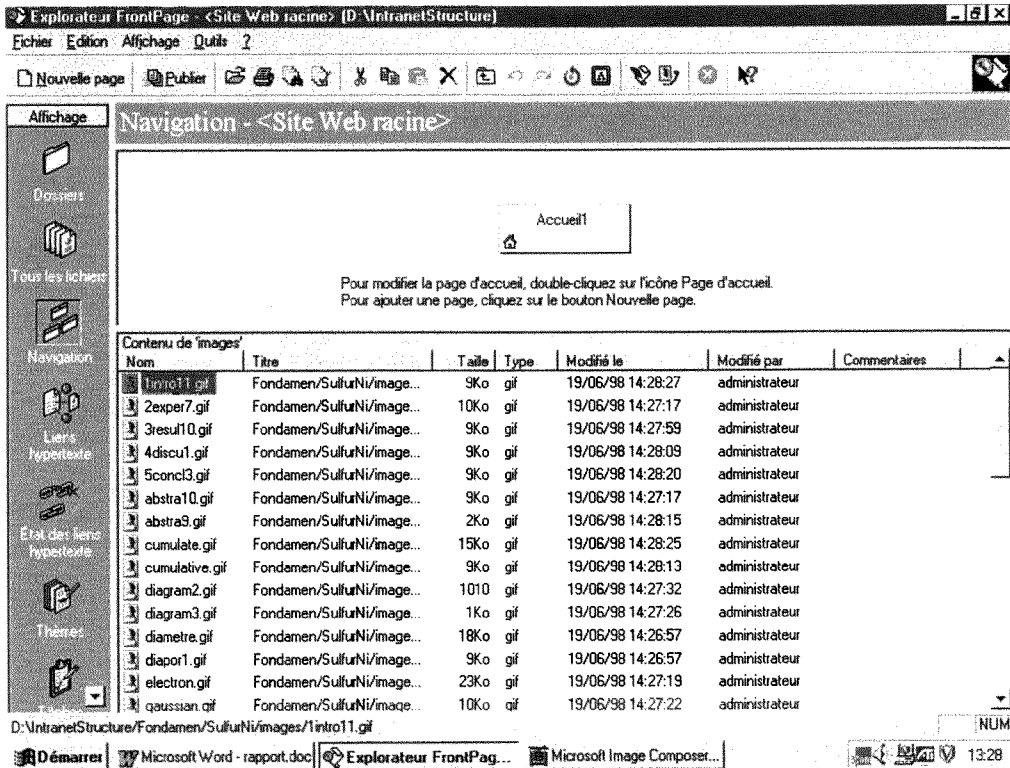 Explorateur FrontPage - <Site Web racine> (D:\IntranetStructure)
Fichier Edition Affichage Outils ?
Nouvelle page Publier
Affichage
Navigation - <Site Web racine>
Dossiers
Tous les fichiers
Navigation
Liens hypertexte
État des liens hypertexte
Thèmes
Accueil1
Pour modifier la page d'accueil, double-cliquez sur l'icône Page d'accueil.
Pour ajouter une page, cliquez sur le bouton Nouvelle page.
Contenu de 'images'
Nom Titre Taille Type Modifié le Modifié par Commentaires
1intro11.gif Fondamen/SulfurNi/image... 9Ko gif 19/06/98 14:28:27 administrateur
2exper7.gif Fondamen/SulfurNi/image... 10Ko gif 19/06/98 14:27:17 administrateur
3resul10.gif Fondamen/SulfurNi/image... 9Ko gif 19/06/98 14:27:59 administrateur
4discu1.gif Fondamen/SulfurNi/image... 9Ko gif 19/06/98 14:28:09 administrateur
5concl3.gif Fondamen/SulfurNi/image... 9Ko gif 19/06/98 14:28:20 administrateur
abstra10.gif Fondamen/SulfurNi/image... 9Ko gif 19/06/98 14:27:17 administrateur
abstra9.gif Fondamen/SulfurNi/image... 2Ko gif 19/06/98 14:28:15 administrateur
cumulate.gif Fondamen/SulfurNi/image... 15Ko gif 19/06/98 14:28:25 administrateur
cumulative.gif Fondamen/SulfurNi/image... 9Ko gif 19/06/98 14:28:13 administrateur
diagram2.gif Fondamen/SulfurNi/image... 1010 gif 19/06/98 14:27:32 administrateur
diagram3.gif Fondamen/SulfurNi/image... 1Ko gif 19/06/98 14:27:26 administrateur
diametre.gif Fondamen/SulfurNi/image... 18Ko gif 19/06/98 14:26:57 administrateur
diapor1.gif Fondamen/SulfurNi/image... 9Ko gif 19/06/98 14:26:57 administrateur
electron.gif Fondamen/SulfurNi/image... 23Ko gif 19/06/98 14:27:19 administrateur
gaussian.gif Fondamen/SulfurNi/image... 10Ko gif 19/06/98 14:27:22 administrateur
D:\IntranetStructure/Fondamen/SulfurNi/images/1intro11.gif
NUM
Démarrer Microsoft Word - rapport.doc Explorateur FrontPag... Microsoft Image Composer... 13:28